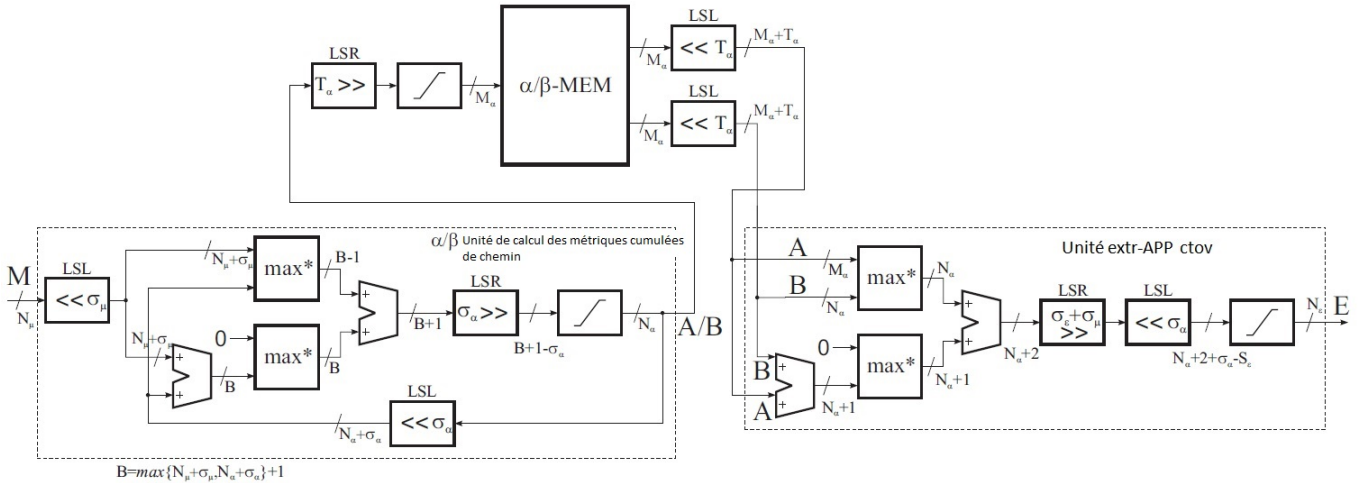 LSR
T_α >>
M_α
α/β-MEM
LSL
<< T_α
M_α
M_α+T_α
LSL
<< T_α
M_α
M_α+T_α
α/β Unité de calcul des métriques cumulées
de chemin
M
N_μ
LSL
<< σ_μ
N_μ+σ_μ
max*
B-1
N_μ+σ_μ
+
+
B
0
max*
B
+
+
B+1
LSR
σ_α >>
B+1-σ_α
N_α
A/B
LSL
<< σ_α
N_α+σ_α
B=max{N_μ+σ_μ,N_α+σ_α}+1
Unité extr-APP ctov
A
M_α
B
N_α
max*
N_α
B
+
A
+
N_α+1
0
max*
N_α+1
+
+
N_α+2
LSR
σ_ε+σ_μ
>>
LSL
<< σ_α
N_α+2+σ_α-S_ε
N_ε
E